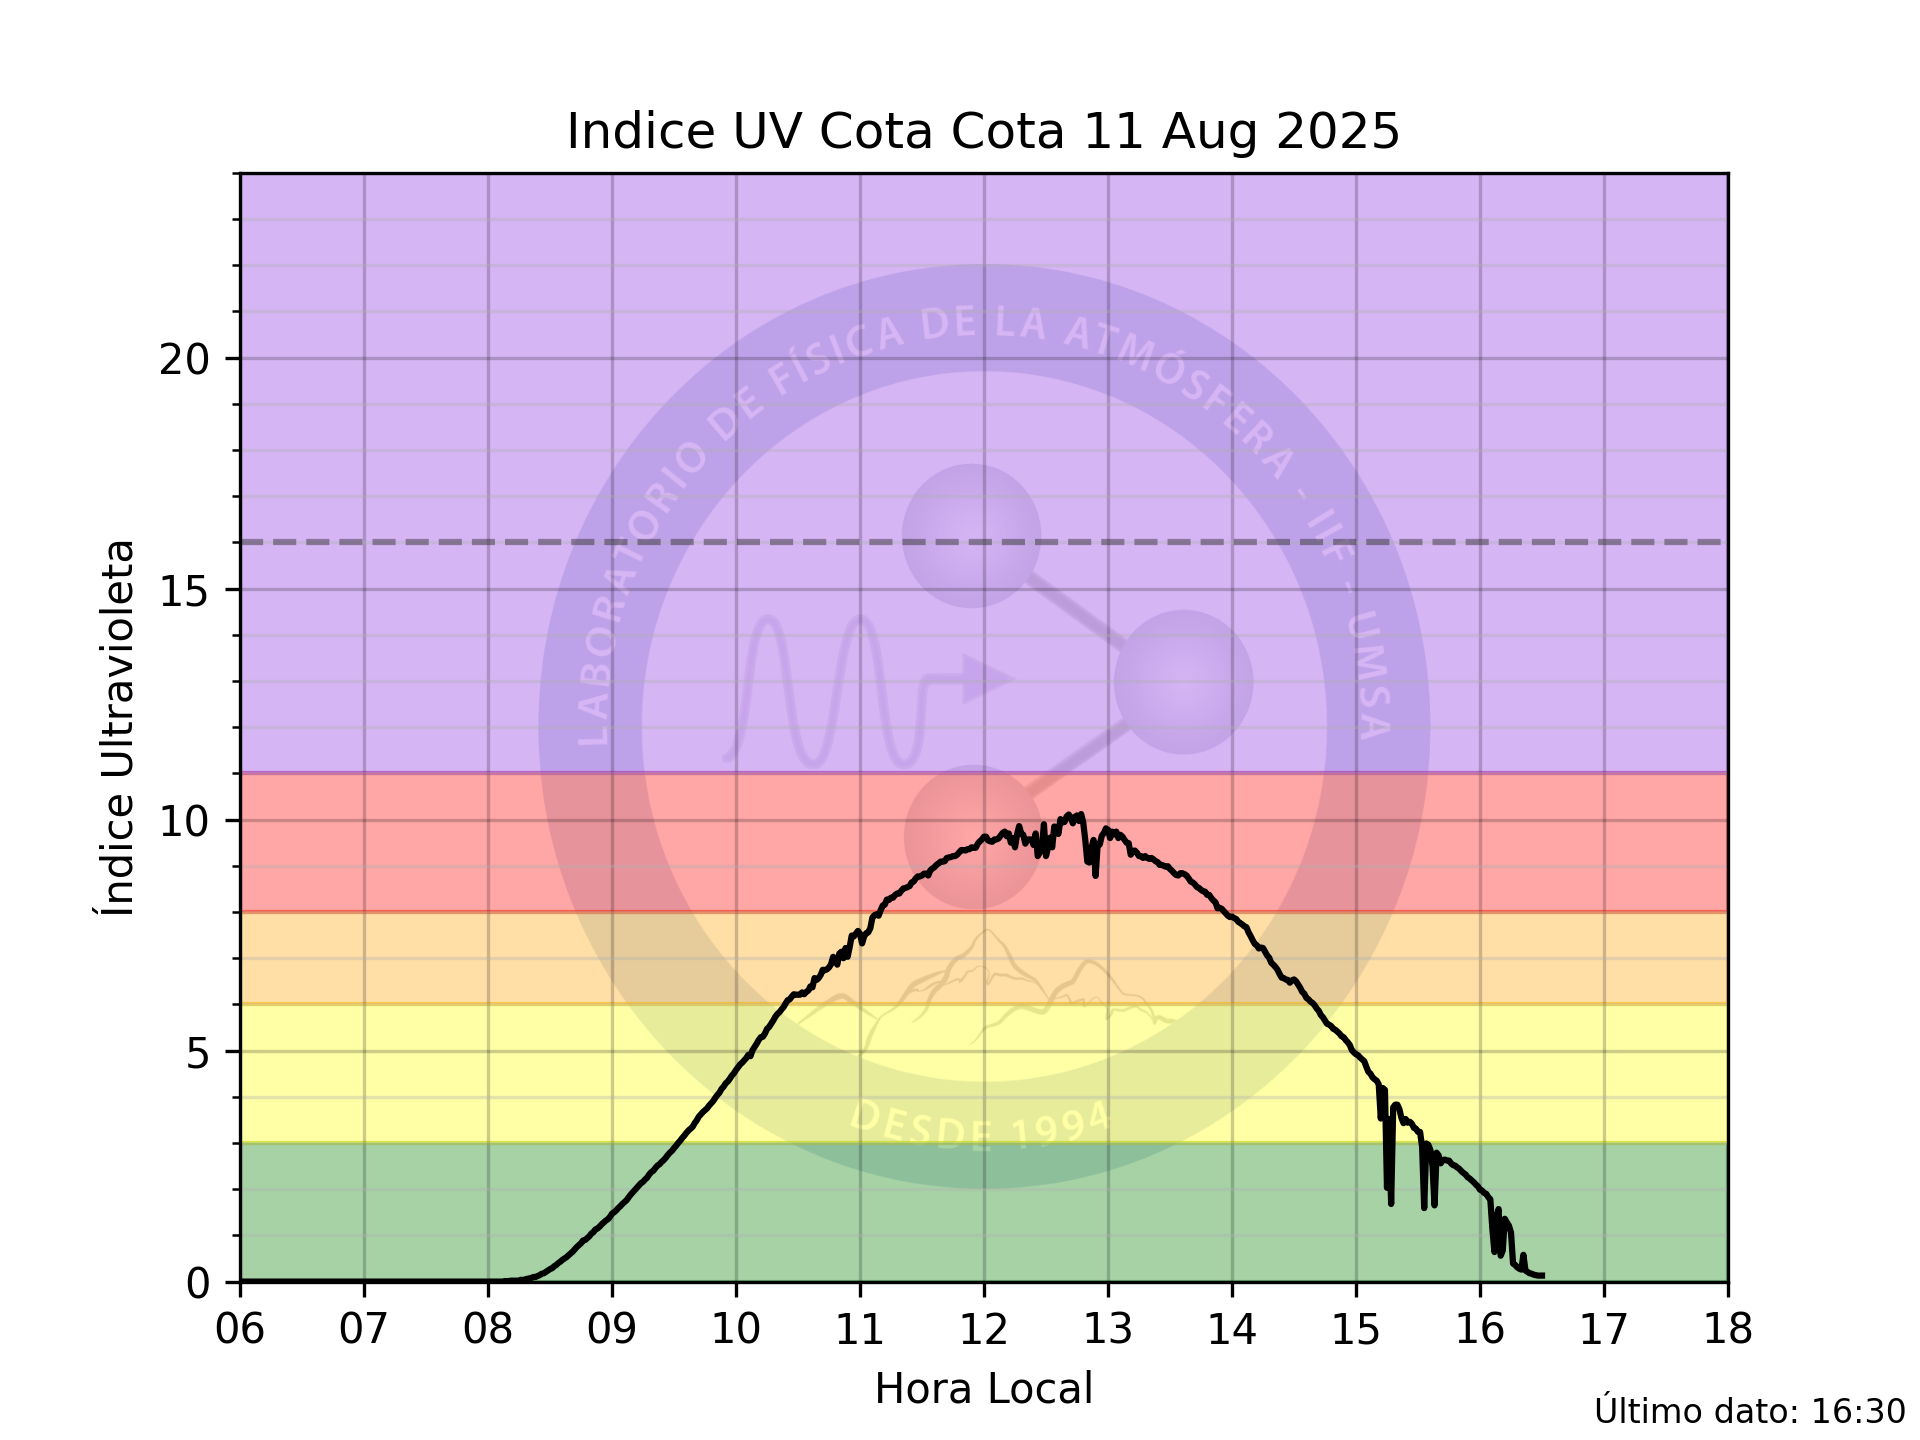 Indice UV Cota Cota 11 Aug 2025
LABORATORIO DE FÍSICA DE LA ATMÓSFERA - IIF - UMSA
DESDE 1994
Índice Ultravioleta
20
15
10
5
0
06 07 08 09 10 11 12 13 14 15 16 17 18
Hora Local
Último dato: 16:30